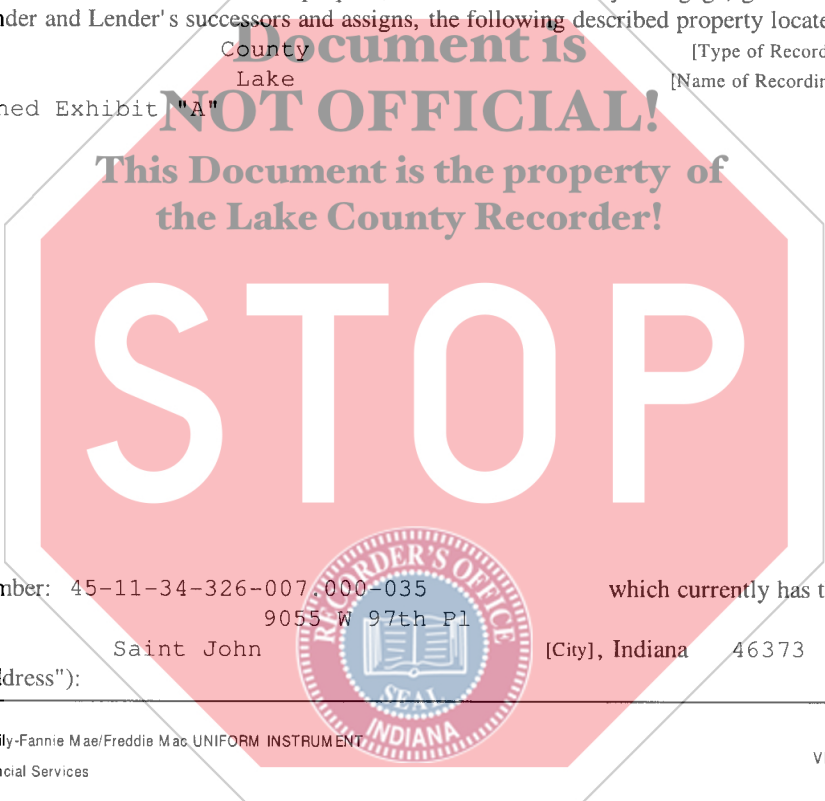 nder and Lender's successors and assigns, the following described property locate
Document is
County [Type of Record
Lake [Name of Recordin
ned Exhibit "A"
NOT OFFICIAL!
This Document is the property of
the Lake County Recorder!
STOP
mber: 45-11-34-326-007.000-035 which currently has t
9055 W 97th Pl
Saint John [City], Indiana 46373
dress"):
RECORDER'S OFFICE
SEAL
INDIANA
ily-Fannie Mae/Freddie Mac UNIFORM INSTRUMENT
ncial Services